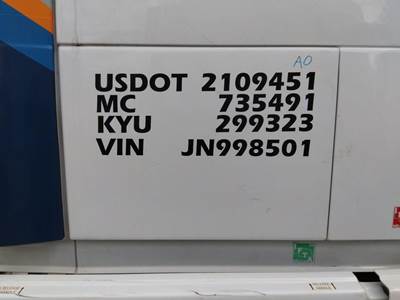 AO
USDOT 2109451
MC 735491
KYU 299323
VIN JN998501